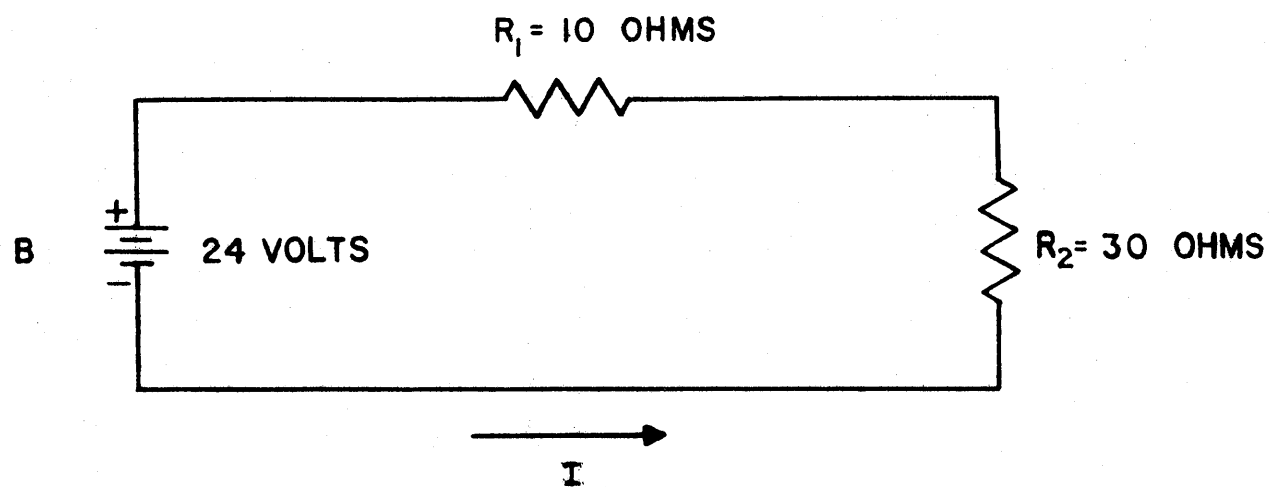 R₁ = 10 OHMS
+
B
24 VOLTS
R₂ = 30 OHMS
−
I